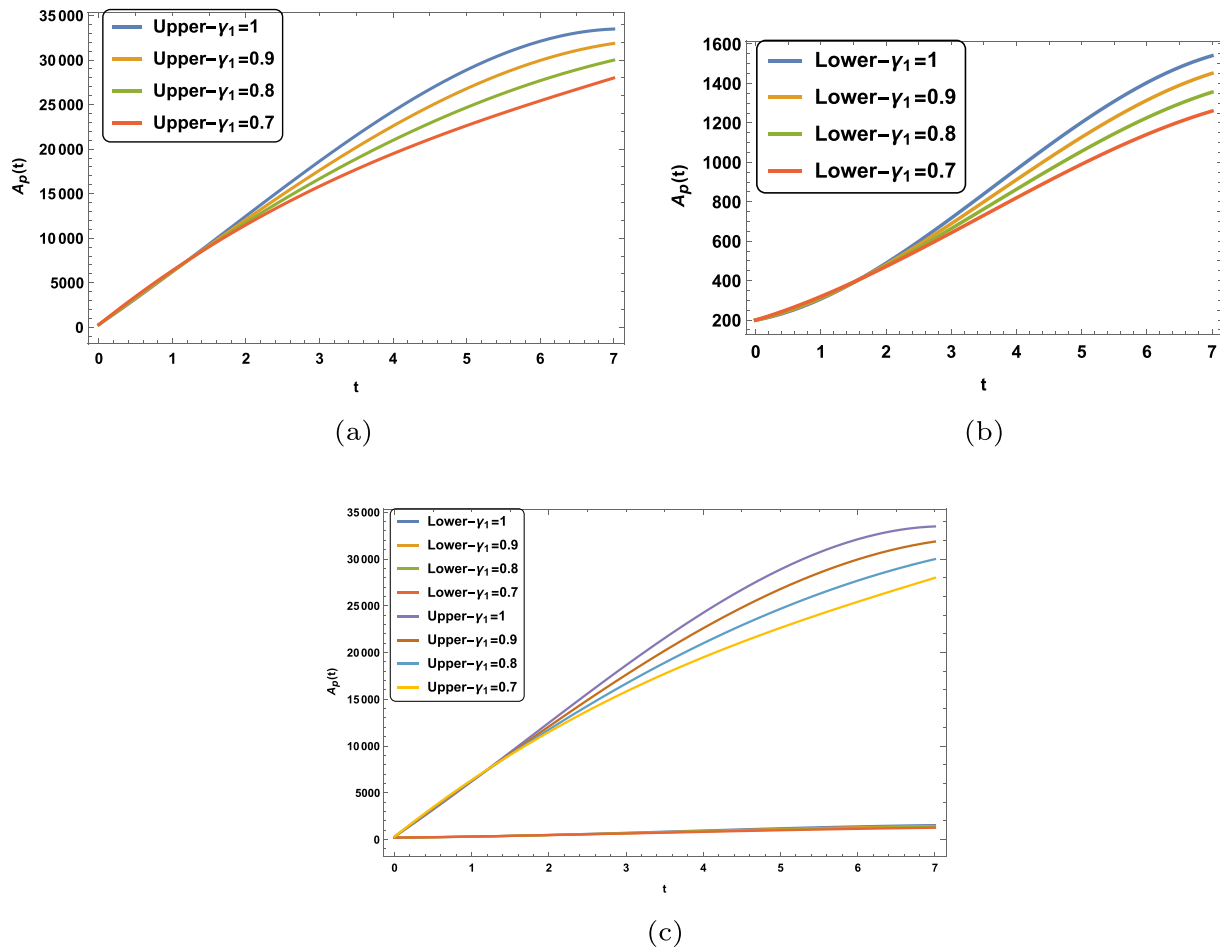 35 000
30 000
25 000
20 000
15 000
10 000
5000
0
A_p(t)
Upper-γ₁=1
Upper-γ₁=0.9
Upper-γ₁=0.8
Upper-γ₁=0.7
0 1 2 3 4 5 6 7
t
(a)
1600
1400
1200
1000
800
600
400
200
A_p(t)
Lower-γ₁=1
Lower-γ₁=0.9
Lower-γ₁=0.8
Lower-γ₁=0.7
0 1 2 3 4 5 6 7
t
(b)
35 000
30 000
25 000
20 000
15 000
10 000
5000
0
A_p(t)
Lower-γ₁=1
Lower-γ₁=0.9
Lower-γ₁=0.8
Lower-γ₁=0.7
Upper-γ₁=1
Upper-γ₁=0.9
Upper-γ₁=0.8
Upper-γ₁=0.7
0 1 2 3 4 5 6 7
t
(c)